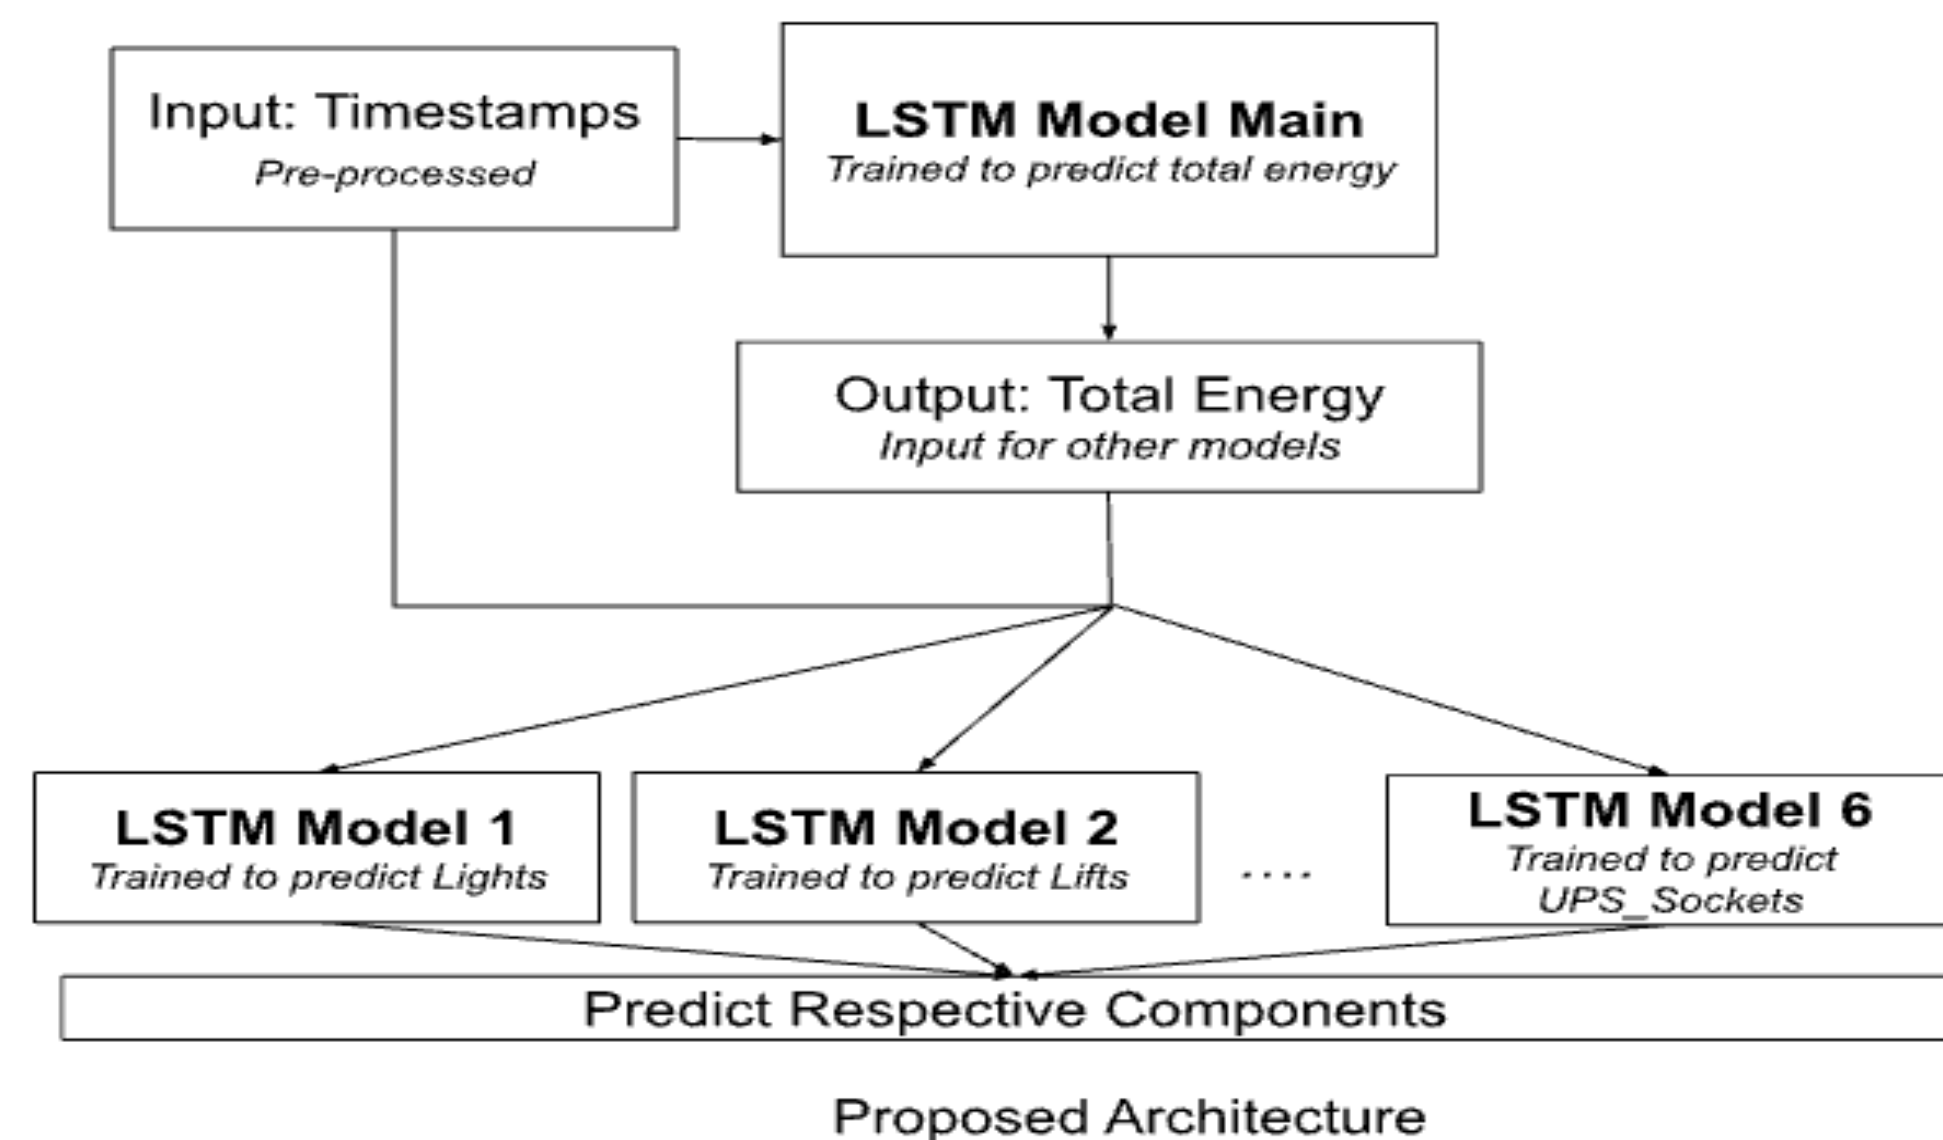 Input: Timestamps
Pre-processed
LSTM Model Main
Trained to predict total energy
Output: Total Energy
Input for other models
LSTM Model 1
Trained to predict Lights
LSTM Model 2
Trained to predict Lifts
....
LSTM Model 6
Trained to predict
UPS_Sockets
Predict Respective Components
Proposed Architecture